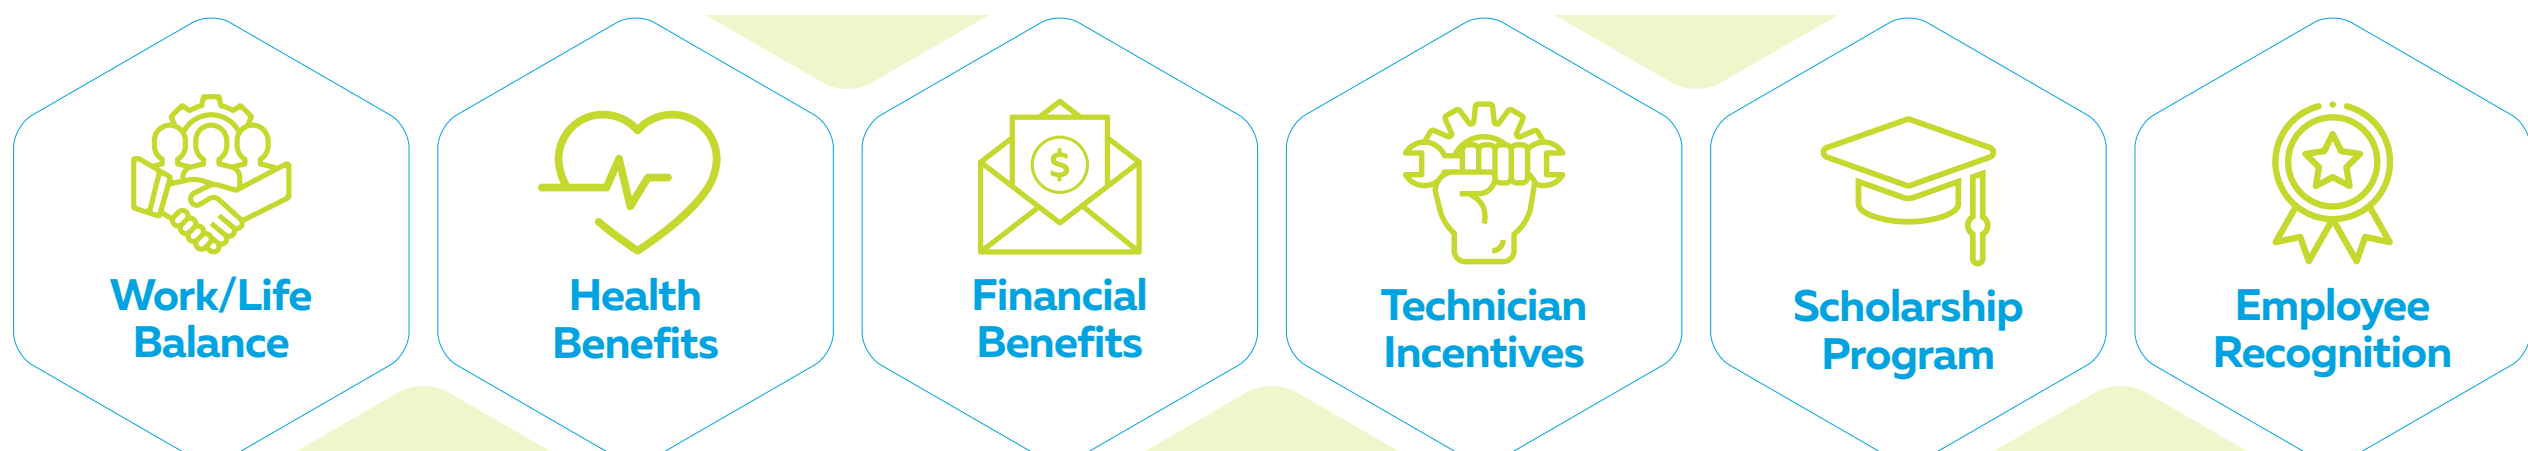 Work/Life
Balance
Health
Benefits
$
Financial
Benefits
Technician
Incentives
Scholarship
Program
Employee
Recognition